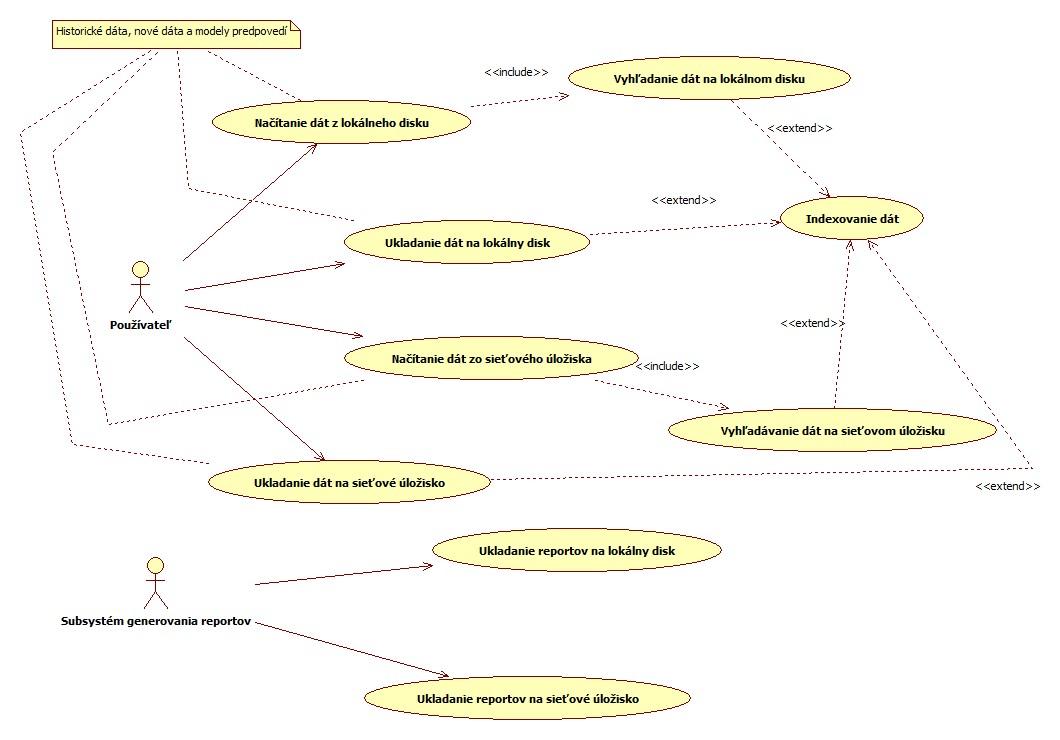 Historické dáta, nové dáta a modely predpovedí
<<include>>
Vyhľadanie dát na lokálnom disku
Načítanie dát z lokálneho disku
<<extend>>
<<extend>>
Indexovanie dát
Ukladanie dát na lokálny disk
Používateľ
<<extend>>
Načítanie dát zo sieťového úložiska
<<include>>
Vyhľadávanie dát na sieťovom úložisku
Ukladanie dát na sieťové úložisko
<<extend>>
Ukladanie reportov na lokálny disk
Subsystém generovania reportov
Ukladanie reportov na sieťové úložisko